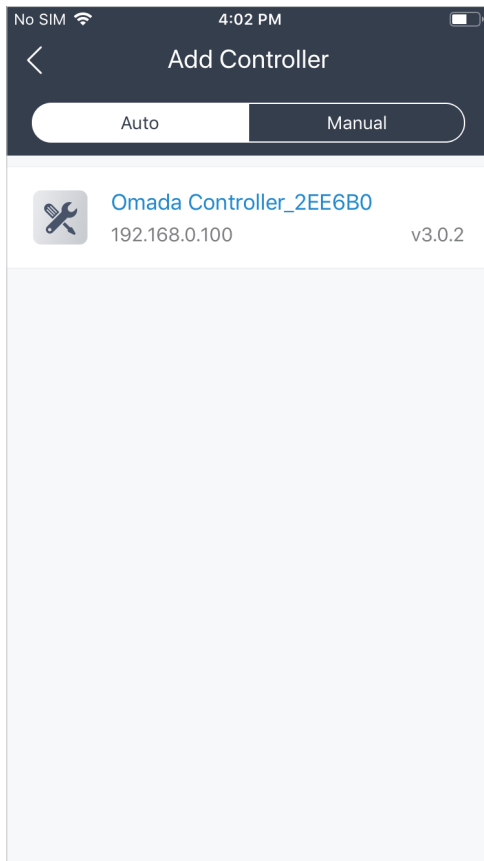 No SIM 4:02 PM
Add Controller
Auto Manual
Omada Controller_2EE6B0
192.168.0.100 v3.0.2